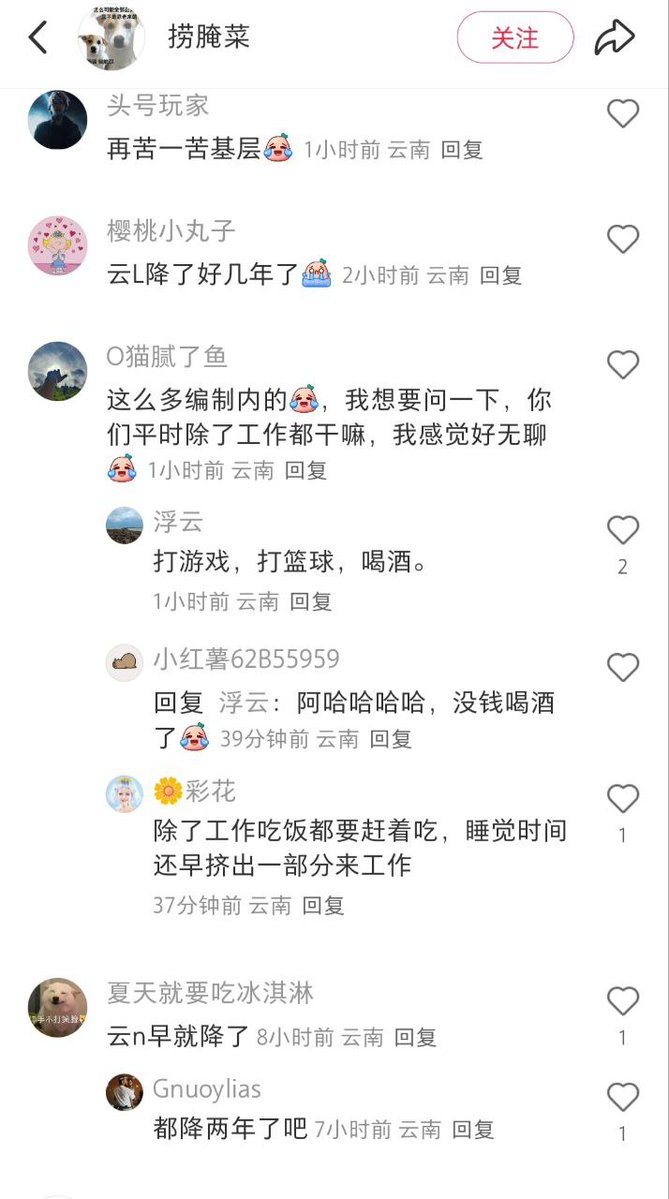 捞腌菜
关注
头号玩家
再苦一苦基层 1小时前 云南 回复
樱桃小丸子
云L降了好几年了 2小时前 云南 回复
O猫腻了鱼
这么多编制内的，我想要问一下，你
们平时除了工作都干嘛，我感觉好无聊
1小时前 云南 回复
浮云
打游戏，打篮球，喝酒。
2
1小时前 云南 回复
小红薯62B55959
回复 浮云：阿哈哈哈哈，没钱喝酒
了 39分钟前 云南 回复
🌼彩花
除了工作吃饭都要赶着吃，睡觉时间
1
还早挤出一部分来工作
37分钟前 云南 回复
夏天就要吃冰淇淋
云n早就降了 8小时前 云南 回复
1
Gnuoylias
都降两年了吧 7小时前 云南 回复
1